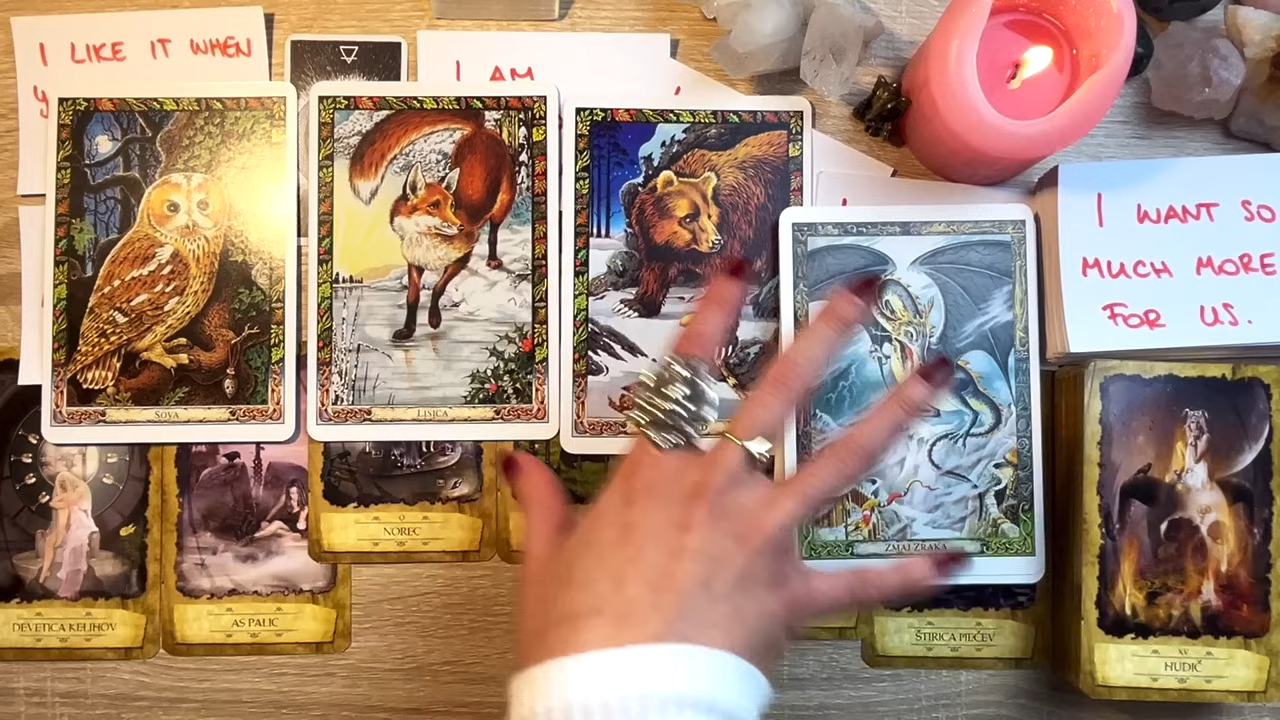 I LIKE IT WHEN
I AM
I WANT SO
MUCH MORE
FOR US.
SOVA
LISICA
ZMAJ ZRAKA
0
NOREC
DEVETICA KELIHOV
AS PALIC
ŠTIRICA MEČEV
XV
HUDIČ